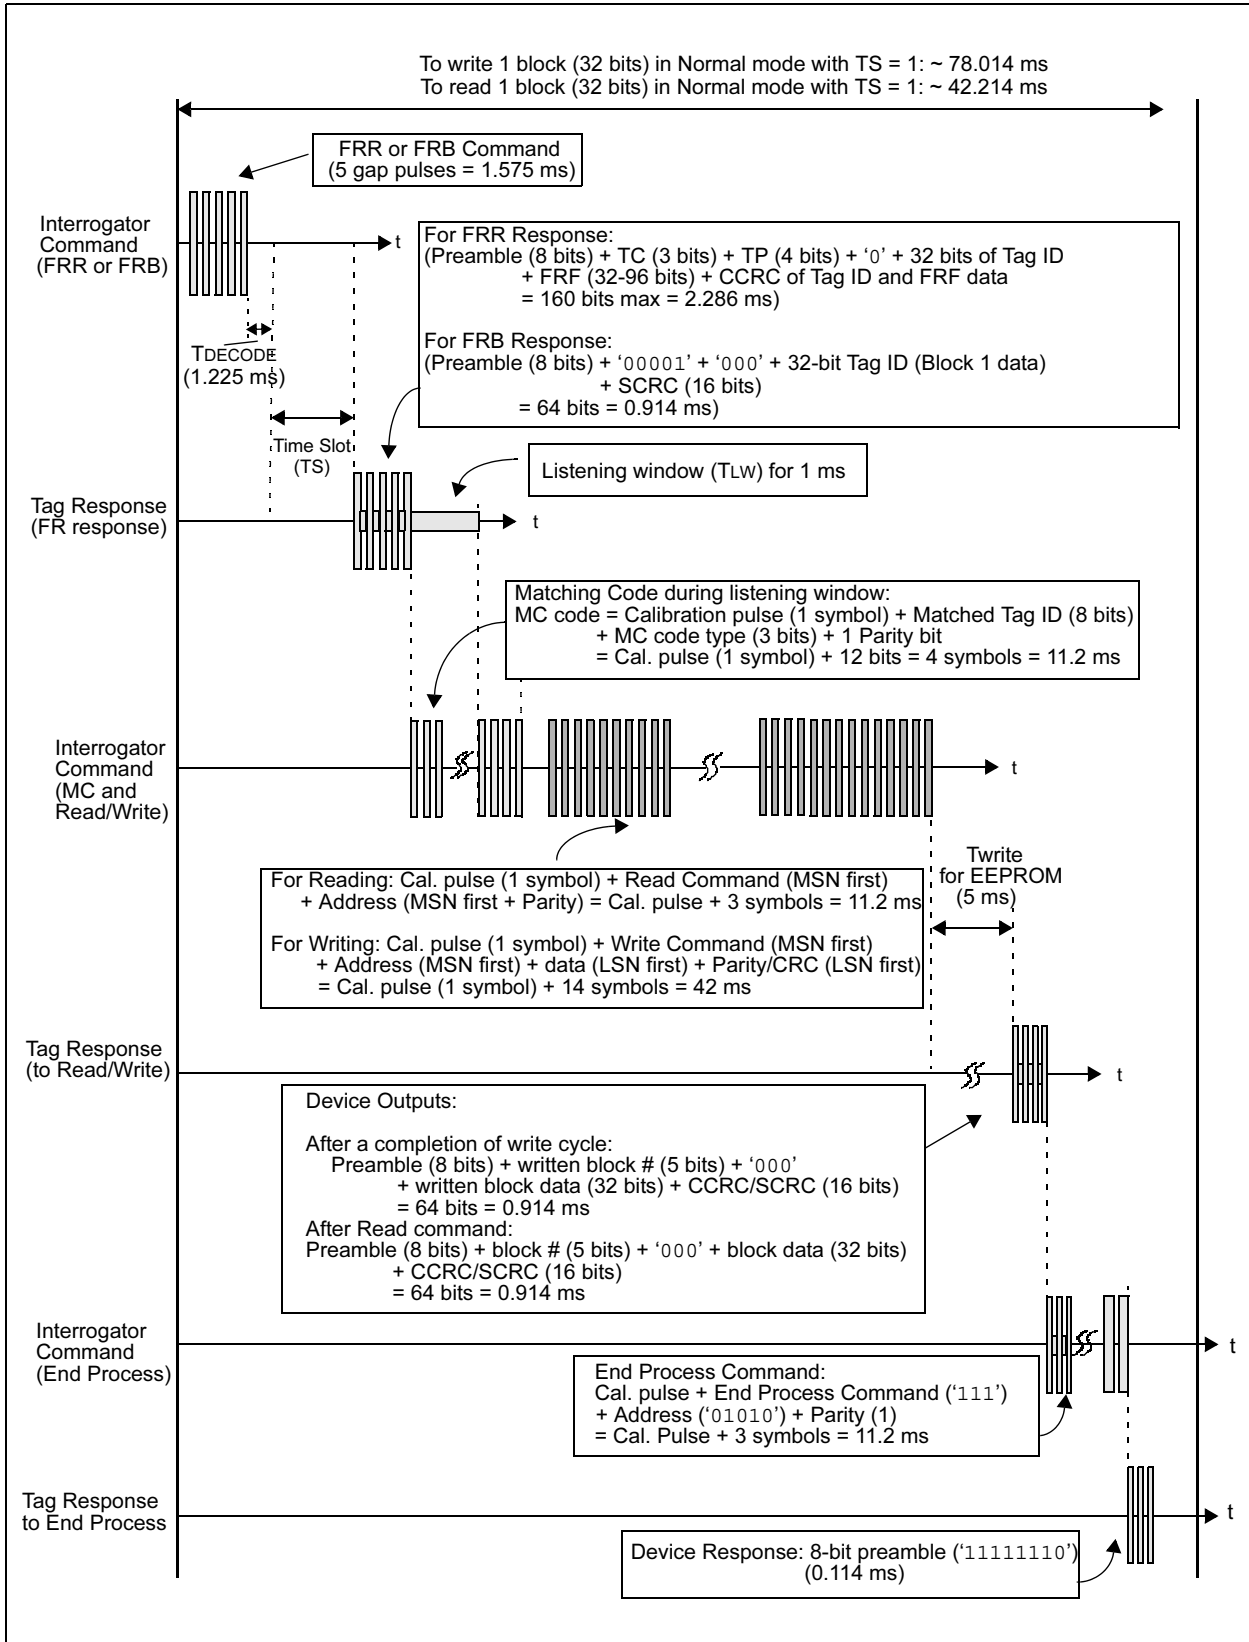 To write 1 block (32 bits) in Normal mode with TS = 1: ~ 78.014 ms
To read 1 block (32 bits) in Normal mode with TS = 1: ~ 42.214 ms
FRR or FRB Command
(5 gap pulses = 1.575 ms)
Interrogator
Command
(FRR or FRB)
t
For FRR Response:
(Preamble (8 bits) + TC (3 bits) + TP (4 bits) + ‘0’ + 32 bits of Tag ID
+ FRF (32-96 bits) + CCRC of Tag ID and FRF data
= 160 bits max = 2.286 ms)
For FRB Response:
(Preamble (8 bits) + ‘00001’ + ‘000’ + 32-bit Tag ID (Block 1 data)
+ SCRC (16 bits)
= 64 bits = 0.914 ms)
TDECODE
(1.225 ms)
Time Slot
(TS)
Listening window (TLW) for 1 ms
Tag Response
(FR response)
t
Matching Code during listening window:
MC code = Calibration pulse (1 symbol) + Matched Tag ID (8 bits)
+ MC code type (3 bits) + 1 Parity bit
= Cal. pulse (1 symbol) + 12 bits = 4 symbols = 11.2 ms
Interrogator
Command
(MC and
Read/Write)
t
Twrite
for EEPROM
(5 ms)
For Reading: Cal. pulse (1 symbol) + Read Command (MSN first)
+ Address (MSN first + Parity) = Cal. pulse + 3 symbols = 11.2 ms
For Writing: Cal. pulse (1 symbol) + Write Command (MSN first)
+ Address (MSN first) + data (LSN first) + Parity/CRC (LSN first)
= Cal. pulse (1 symbol) + 14 symbols = 42 ms
Tag Response
(to Read/Write)
t
Device Outputs:
After a completion of write cycle:
Preamble (8 bits) + written block # (5 bits) + ‘000’
+ written block data (32 bits) + CCRC/SCRC (16 bits)
= 64 bits = 0.914 ms
After Read command:
Preamble (8 bits) + block # (5 bits) + ‘000’ + block data (32 bits)
+ CCRC/SCRC (16 bits)
= 64 bits = 0.914 ms
Interrogator
Command
(End Process)
t
End Process Command:
Cal. pulse + End Process Command (‘111’)
+ Address (‘01010’) + Parity (1)
= Cal. Pulse + 3 symbols = 11.2 ms
Tag Response
to End Process
t
Device Response: 8-bit preamble (‘11111110’)
(0.114 ms)